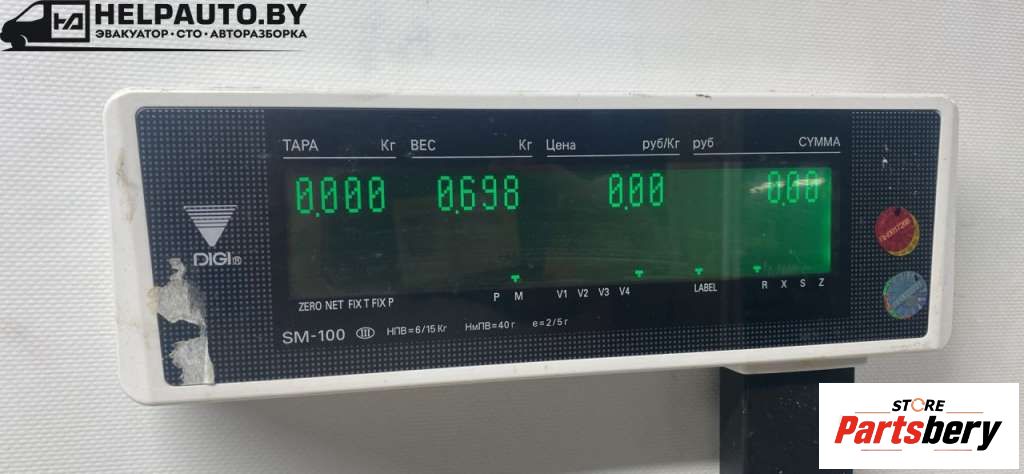 HELPAUTO.BY
ЭВАКУАТОР•СТО•АВТОРАЗБОРКА
ТАРА Кг ВЕС Кг Цена руб/Кг руб СУММА
0.000 0.698 0.00 0.00
DIGI®
ZERO NET FIX T FIX P P M V1 V2 V3 V4 LABEL R X S Z
SM-100 III НПВ=6/15 Кг НмПВ=40 г e=2/5 г
STORE
Partsbery